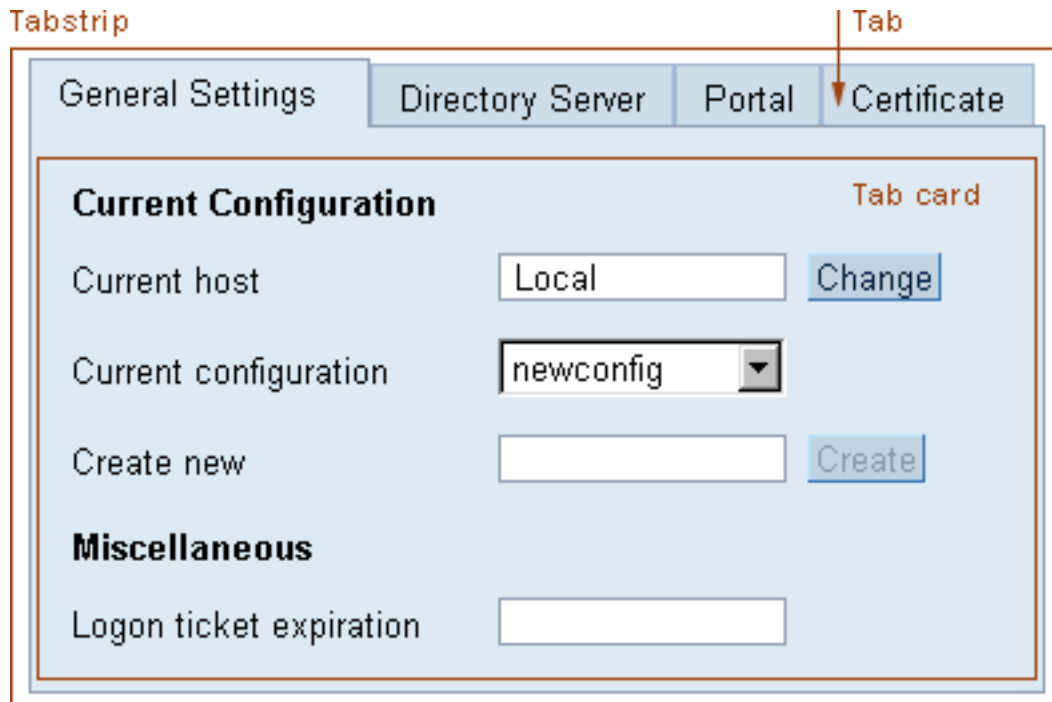 Tabstrip Tab
General Settings Directory Server Portal Certificate
Tab card
Current Configuration
Current host Local Change
Current configuration newconfig
Create new Create
Miscellaneous
Logon ticket expiration